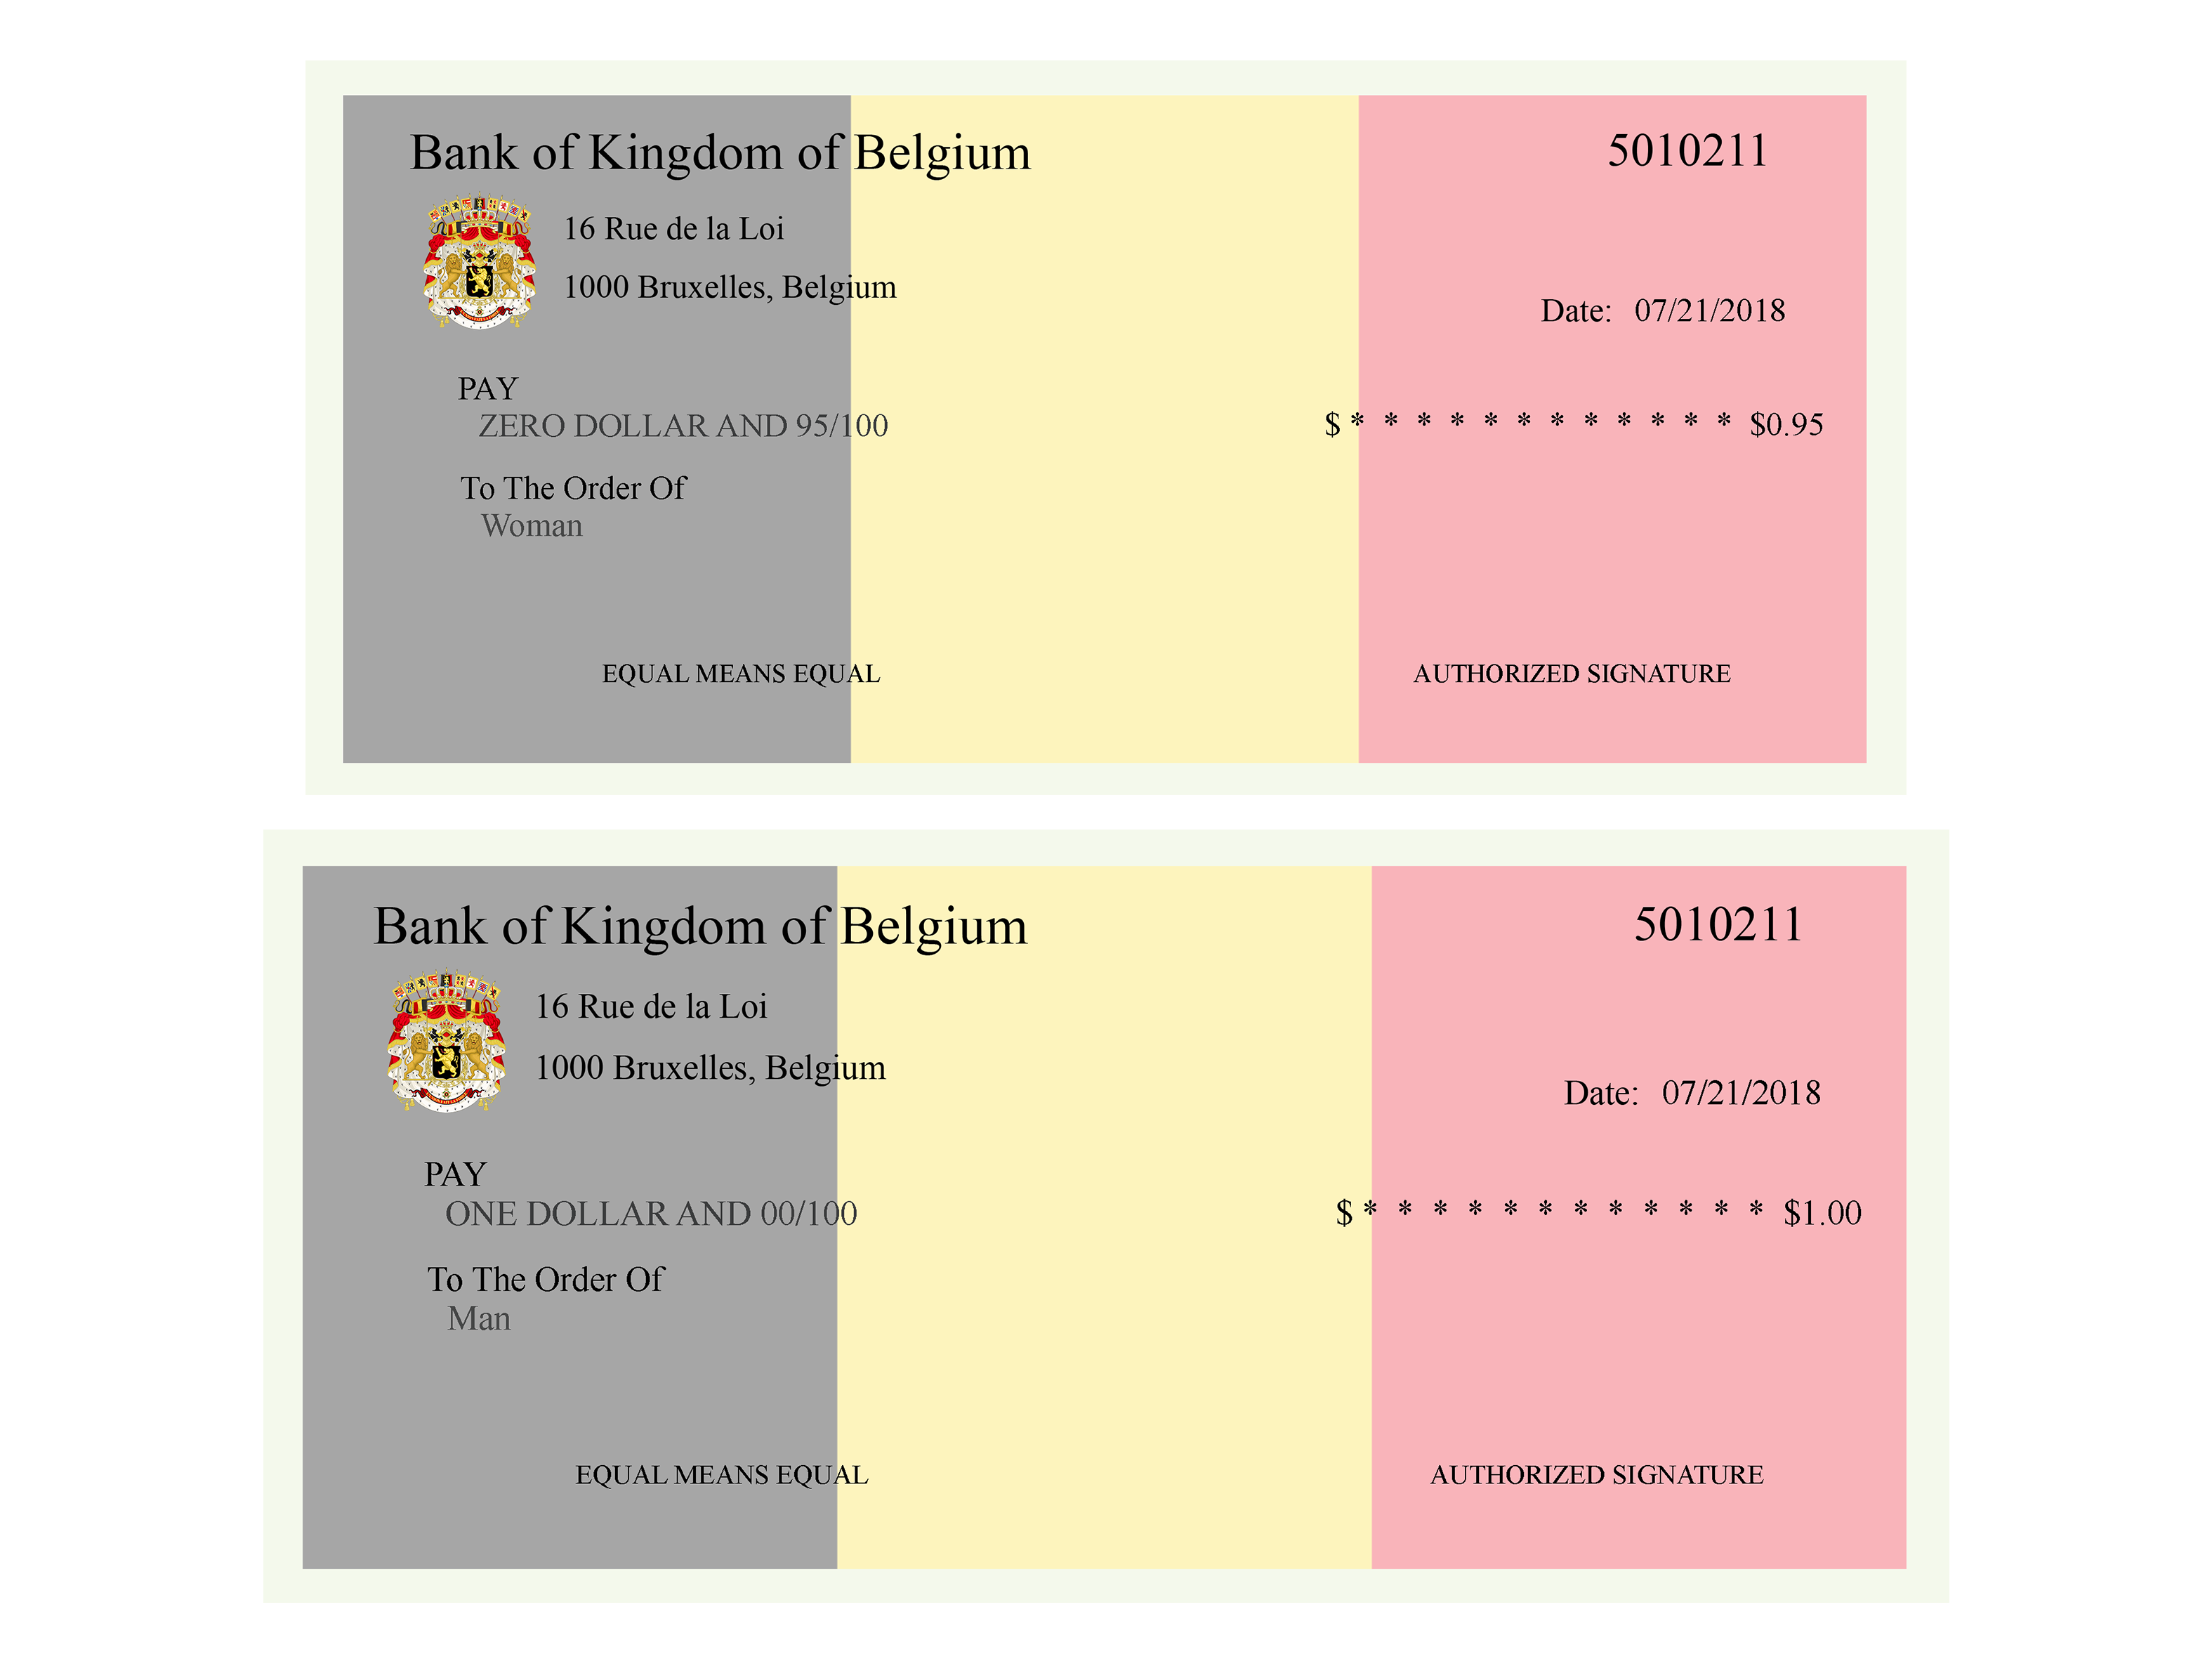 Bank of Kingdom of Belgium
5010211
16 Rue de la Loi
1000 Bruxelles, Belgium
Date: 07/21/2018
PAY
ZERO DOLLAR AND 95/100
$ * * * * * * * * * * * * $0.95
To The Order Of
Woman
EQUAL MEANS EQUAL
AUTHORIZED SIGNATURE
Bank of Kingdom of Belgium
5010211
16 Rue de la Loi
1000 Bruxelles, Belgium
Date: 07/21/2018
PAY
ONE DOLLAR AND 00/100
$ * * * * * * * * * * * * $1.00
To The Order Of
Man
EQUAL MEANS EQUAL
AUTHORIZED SIGNATURE